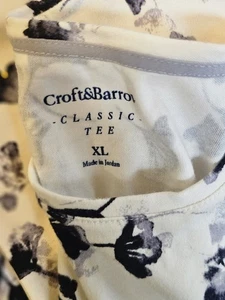 Croft&Barrow
-CLASSIC-
TEE
XL
Made in Jordan